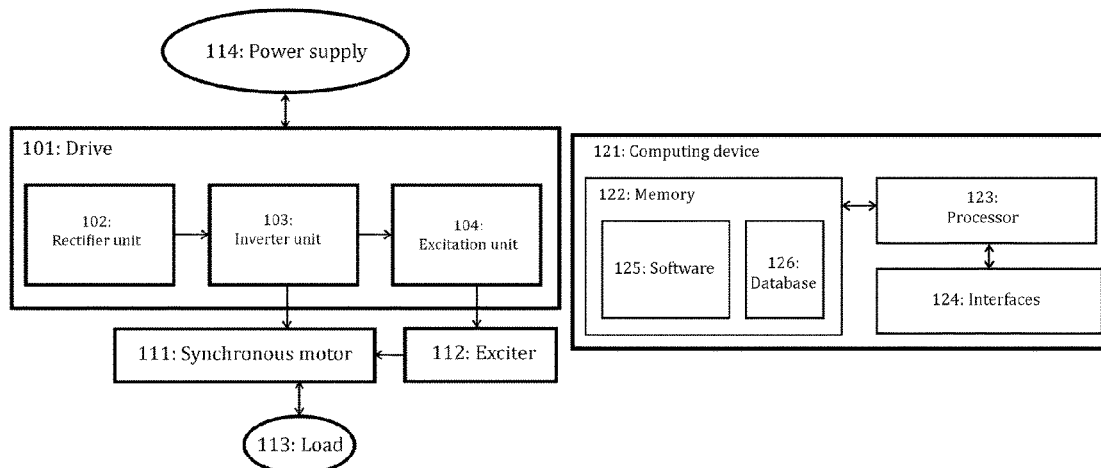 114: Power supply
101: Drive
102:
Rectifier unit
103:
Inverter unit
104:
Excitation unit
111: Synchronous motor
112: Exciter
113: Load
121: Computing device
122: Memory
125: Software
126:
Database
123:
Processor
124: Interfaces